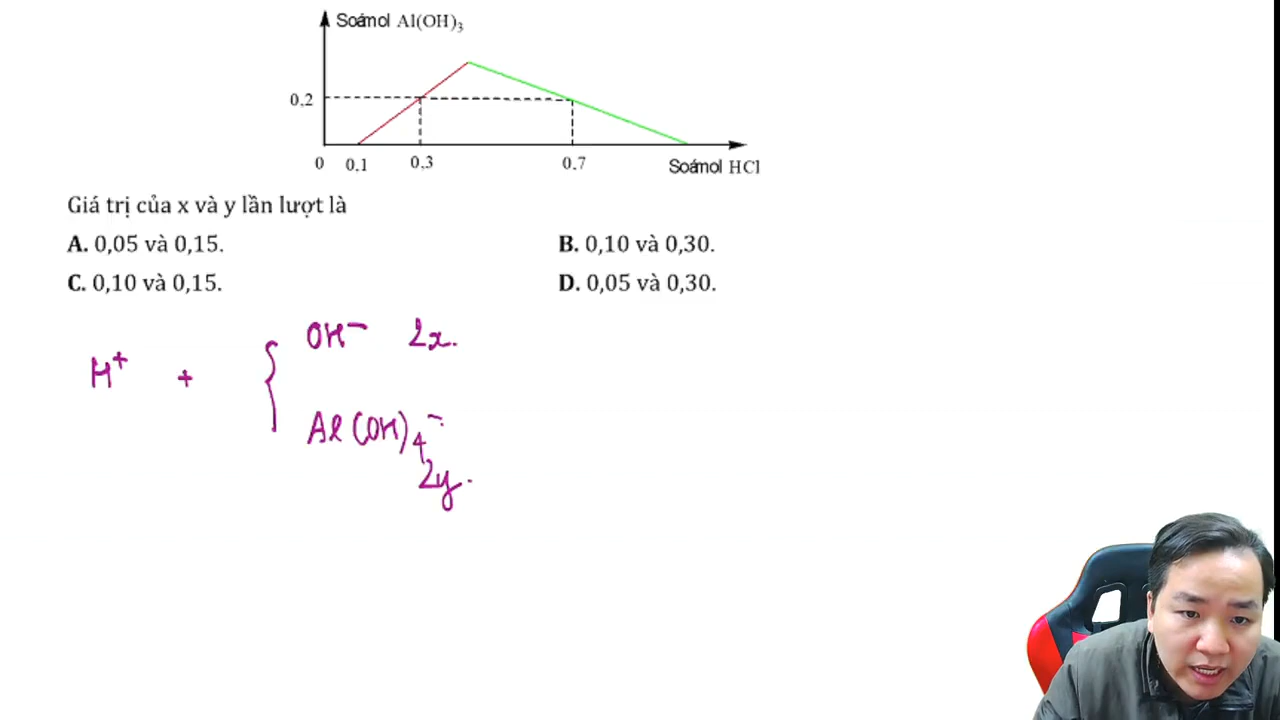 Soámol Al(OH)₃
0,2
0 0,1 0,3 0,7
Soámol HCl
Giá trị của x và y lần lượt là
A. 0,05 và 0,15. B. 0,10 và 0,30.
C. 0,10 và 0,15. D. 0,05 và 0,30.
OH⁻ 2x.
H⁺ +
Al(OH)₄⁻
2y.